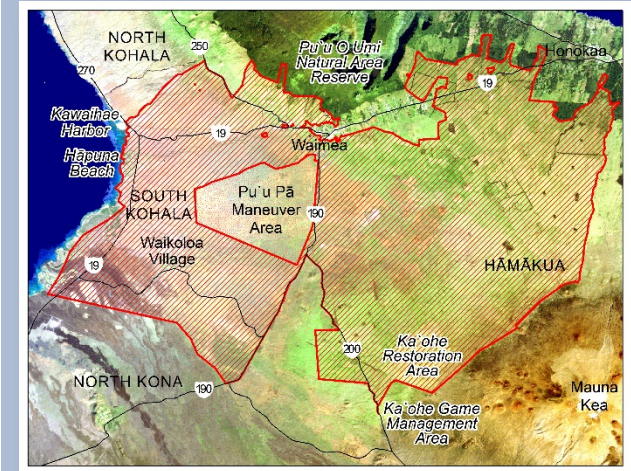 NORTH
KOHALA
250
270
Pu`u O Umi
Natural Area
Reserve
Honokaa
19
Kawaihae
Harbor
19
Waimea
Hāpuna
Beach
SOUTH
KOHALA
Pu`u Pā
Maneuver
Area
190
Waikoloa
Village
19
HĀMĀKUA
200
Ka`ohe
Restoration
Area
NORTH KONA
190
Mauna
Kea
Ka`ohe Game
Management
Area